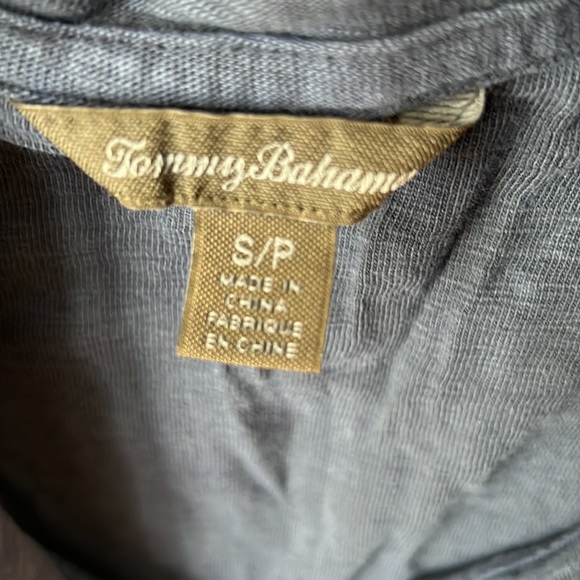 Tommy Bahama
S/P
MADE IN
CHINA
FABRIQUE
EN CHINE